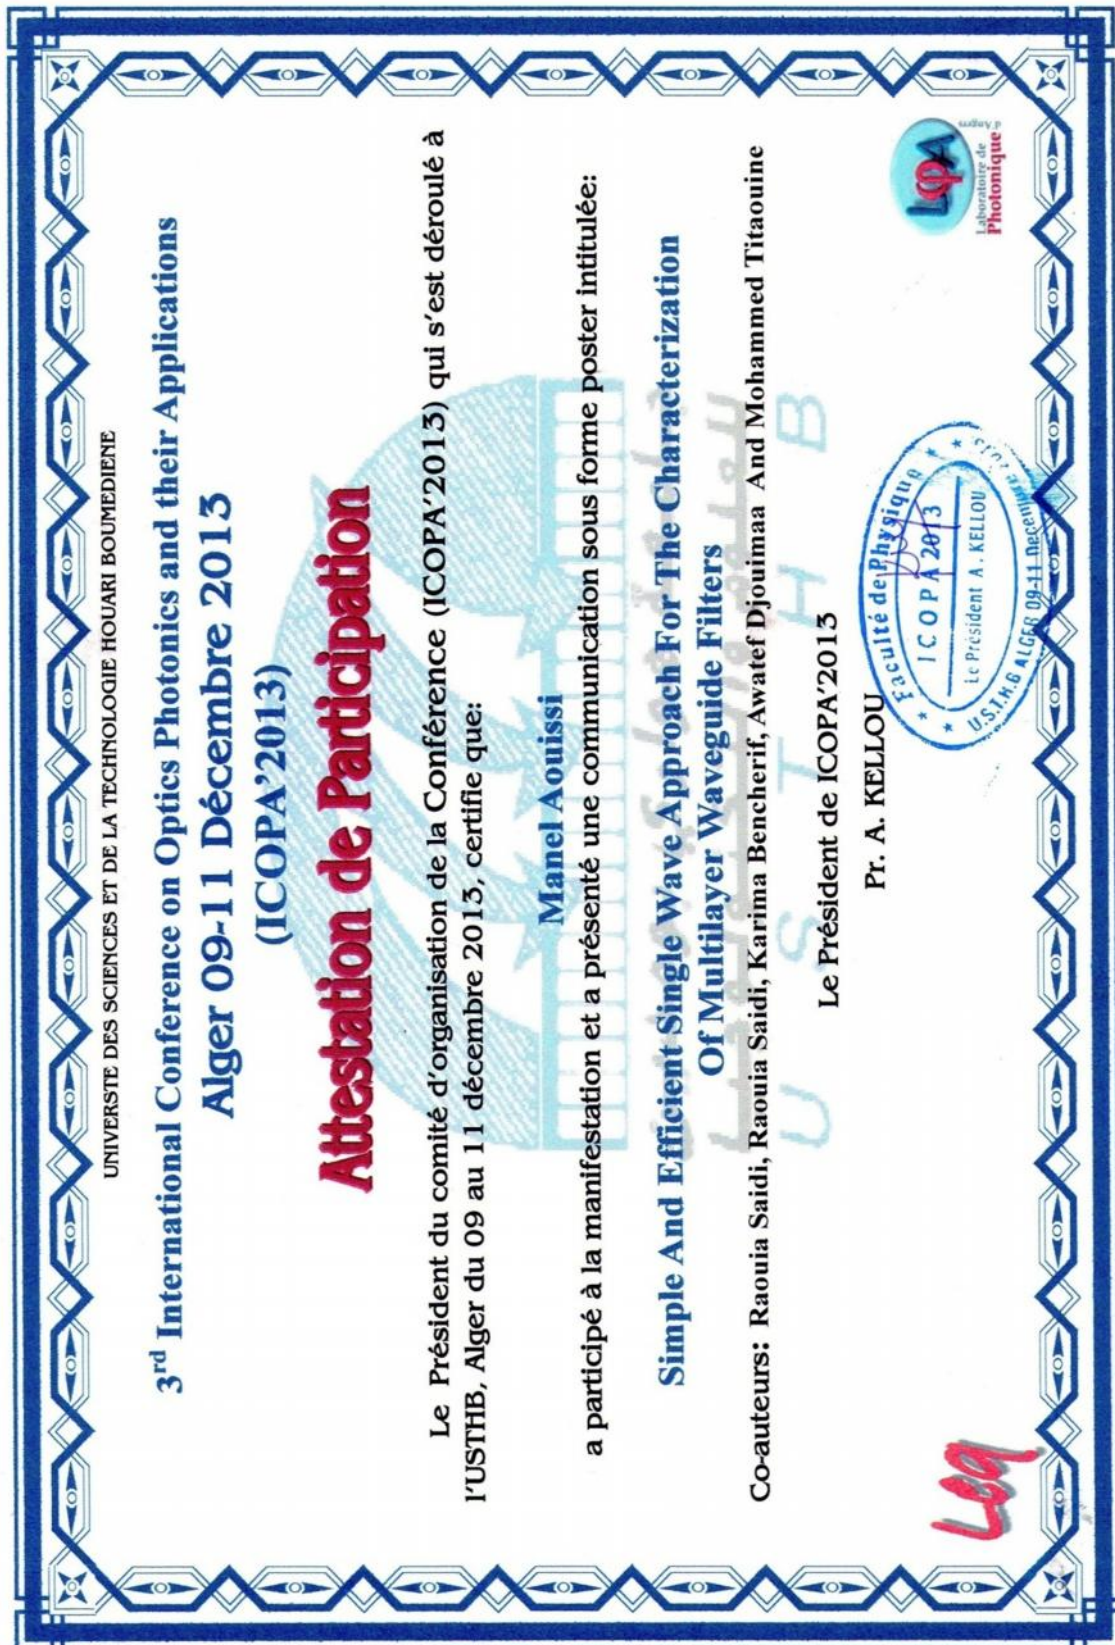 UNIVERSTE DES SCIENCES ET DE LA TECHNOLOGIE HOUARI BOUMEDIENE
3rd International Conference on Optics Photonics and their Applications
Alger 09-11 Décembre 2013
(ICOPA'2013)
Attestation de Participation
Le Président du comité d'organisation de la Conférence (ICOPA'2013) qui s'est déroulé à
l'USTHB, Alger du 09 au 11 décembre 2013, certifie que:
Manel Aouissi
a participé à la manifestation et a présenté une communication sous forme poster intitulée:
Simple And Efficient Single Wave Approach For The Characterization
Of Multilayer Waveguide Filters
Co-auteurs: Raouia Saidi, Raouia Saidi, Karima Bencherif, Awatef Djouimaa And Mohammed Titaouine
U S T H B
Le Président de ICOPA'2013
Pr. A. KELLOU
Faculté de Physique
ICOPA 2013
Le Président A. KELLOU
U.S.T.H.B ALGER 09-11 Decembre
LφA
Laboratoire de
Photonique
d'Angers